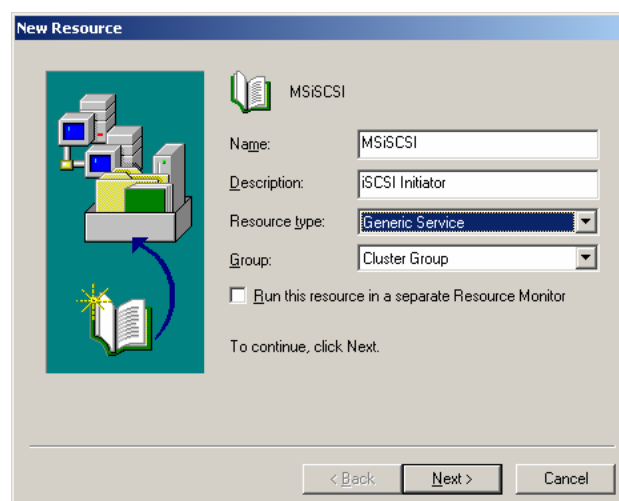 New Resource
MSiSCSI
Name: MSiSCSI
Description: iSCSI Initiator
Resource type: Generic Service
Group: Cluster Group
Run this resource in a separate Resource Monitor
To continue, click Next.
< Back Next > Cancel